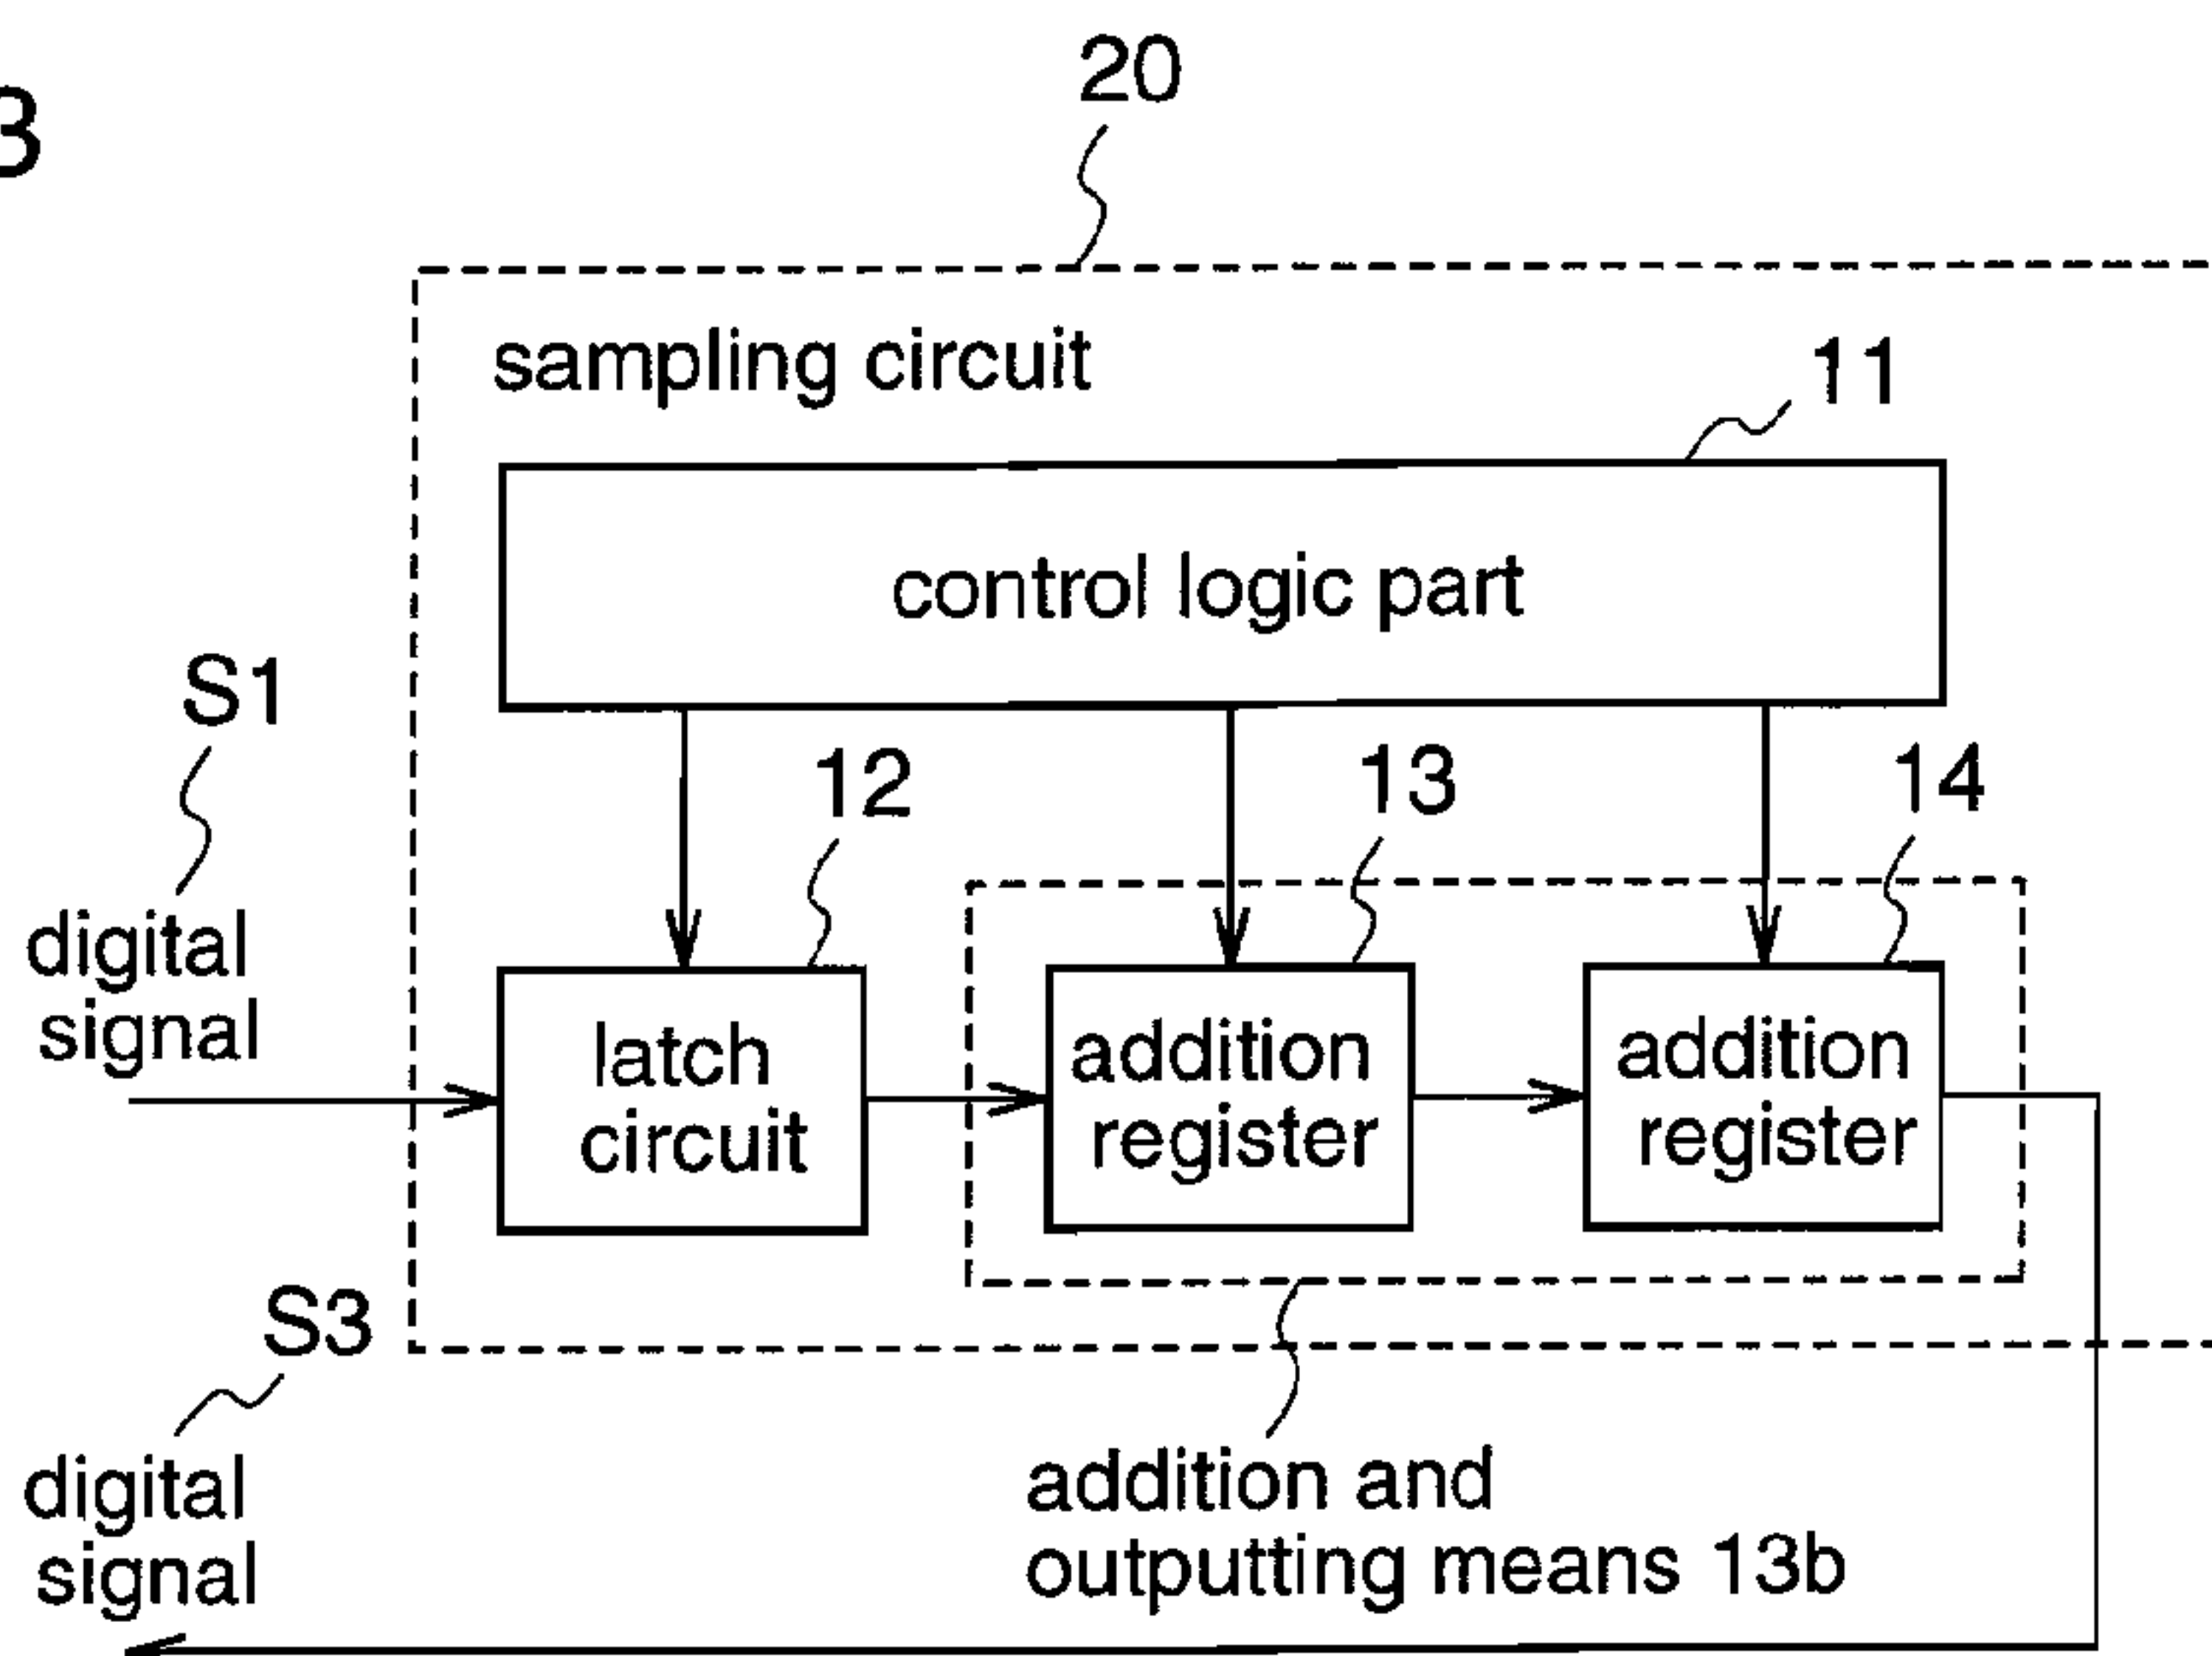 3
20
sampling circuit
11
control logic part
S1
12
13
14
digital
signal
latch
circuit
addition
register
addition
register
S3
digital
signal
addition and
outputting means 13b